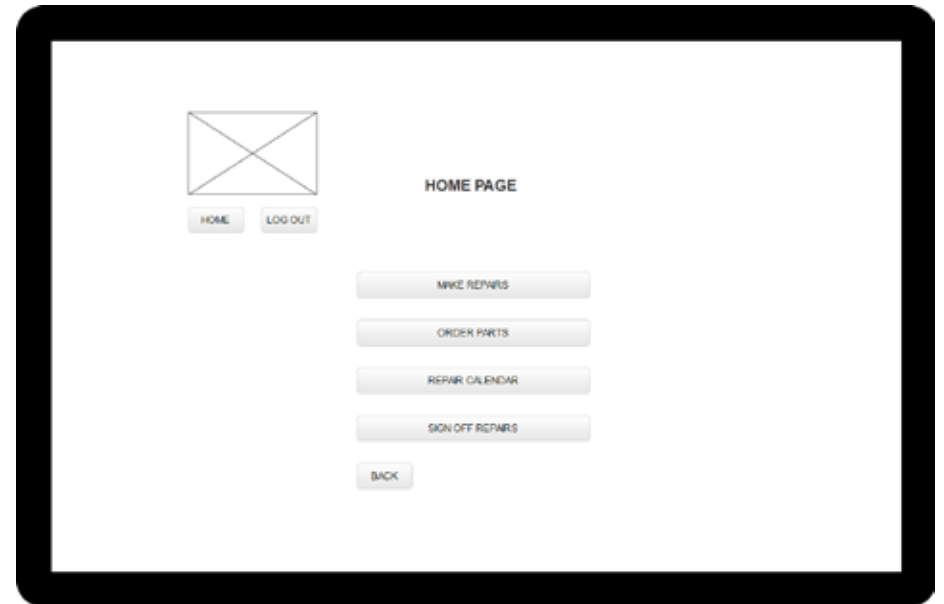 HOME PAGE
HOME LOG OUT
MAKE REPAIRS
ORDER PARTS
REPAIR CALENDAR
SIGN OFF REPAIRS
BACK